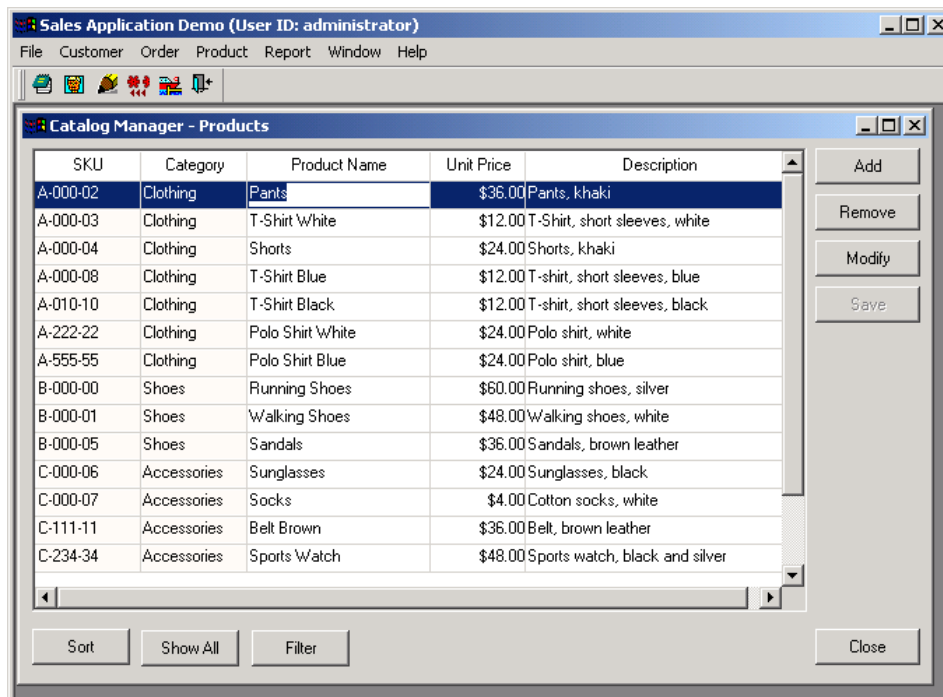 Sales Application Demo (User ID: administrator)
File Customer Order Product Report Window Help
Catalog Manager - Products
SKU Category Product Name Unit Price Description
A-000-02 Clothing Pants $36.00 Pants, khaki
A-000-03 Clothing T-Shirt White $12.00 T-Shirt, short sleeves, white
A-000-04 Clothing Shorts $24.00 Shorts, khaki
A-000-08 Clothing T-Shirt Blue $12.00 T-shirt, short sleeves, blue
A-010-10 Clothing T-Shirt Black $12.00 T-shirt, short sleeves, black
A-222-22 Clothing Polo Shirt White $24.00 Polo shirt, white
A-555-55 Clothing Polo Shirt Blue $24.00 Polo shirt, blue
B-000-00 Shoes Running Shoes $60.00 Running shoes, silver
B-000-01 Shoes Walking Shoes $48.00 Walking shoes, white
B-000-05 Shoes Sandals $36.00 Sandals, brown leather
C-000-06 Accessories Sunglasses $24.00 Sunglasses, black
C-000-07 Accessories Socks $4.00 Cotton socks, white
C-111-11 Accessories Belt Brown $36.00 Belt, brown leather
C-234-34 Accessories Sports Watch $48.00 Sports watch, black and silver
Add
Remove
Modify
Save
Sort Show All Filter Close